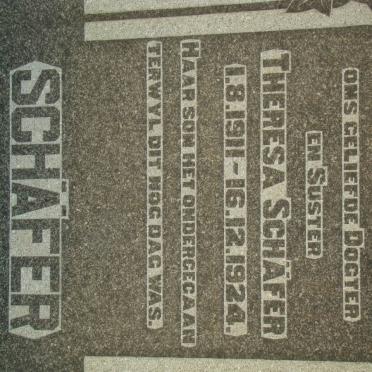 SCHÄFER
ONS GELIEFDE DOGTER
EN SUSTER
THERESA SCHÄFER
1.8.1911-16.12.1924.
HAAR SON HET ONDERGEGAAN
TERWYL DIT NOG DAG WAS.